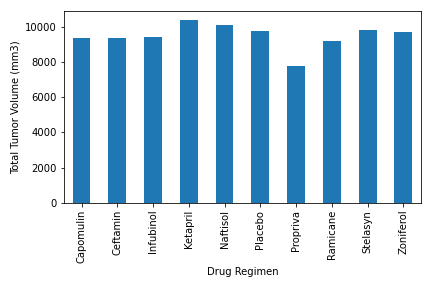 Total Tumor Volume (mm3)
10000
8000
6000
4000
2000
0
Capomulin
Ceftamin
Infubinol
Ketapril
Naftisol
Placebo
Propriva
Ramicane
Stelasyn
Zoniferol
Drug Regimen